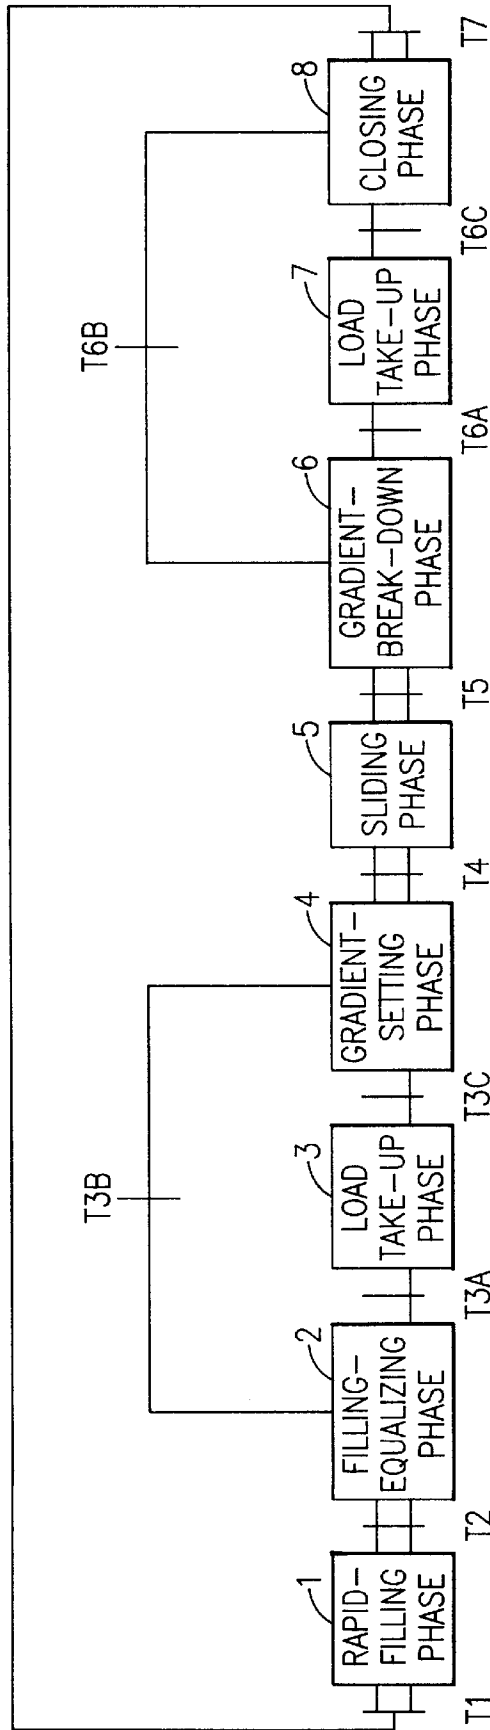 T1
1
RAPID-
FILLING
PHASE
T2
2
FILLING-
EQUALIZING
PHASE
T3A
T3B
3
LOAD
TAKE-UP
PHASE
T3C
4
GRADIENT-
SETTING
PHASE
T4
5
SLIDING
PHASE
T5
6
GRADIENT-
BREAK-DOWN
PHASE
T6A
T6B
7
LOAD
TAKE-UP
PHASE
T6C
8
CLOSING
PHASE
T7